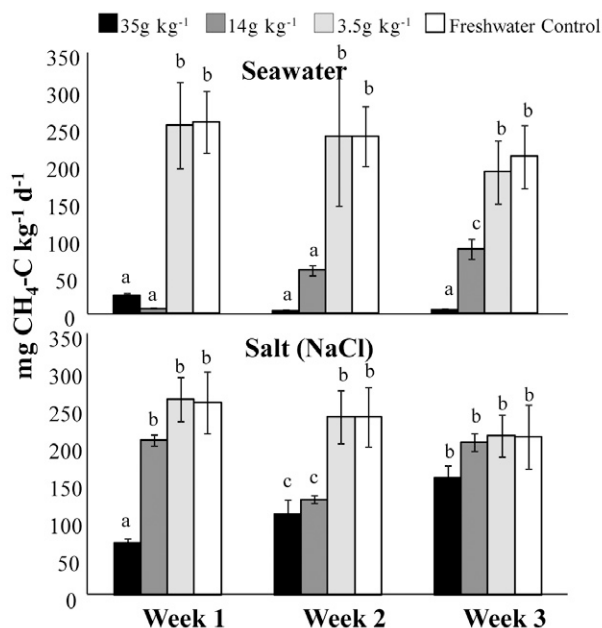 35g kg⁻¹ 14g kg⁻¹ 3.5g kg⁻¹ Freshwater Control
Seawater
mg CH₄-C kg⁻¹ d⁻¹
350
300
250
200
150
100
50
0
a a b b
a a b b
a c b b
Salt (NaCl)
350
300
250
200
150
100
50
0
a b b b
c c b b
b b b b
Week 1 Week 2 Week 3